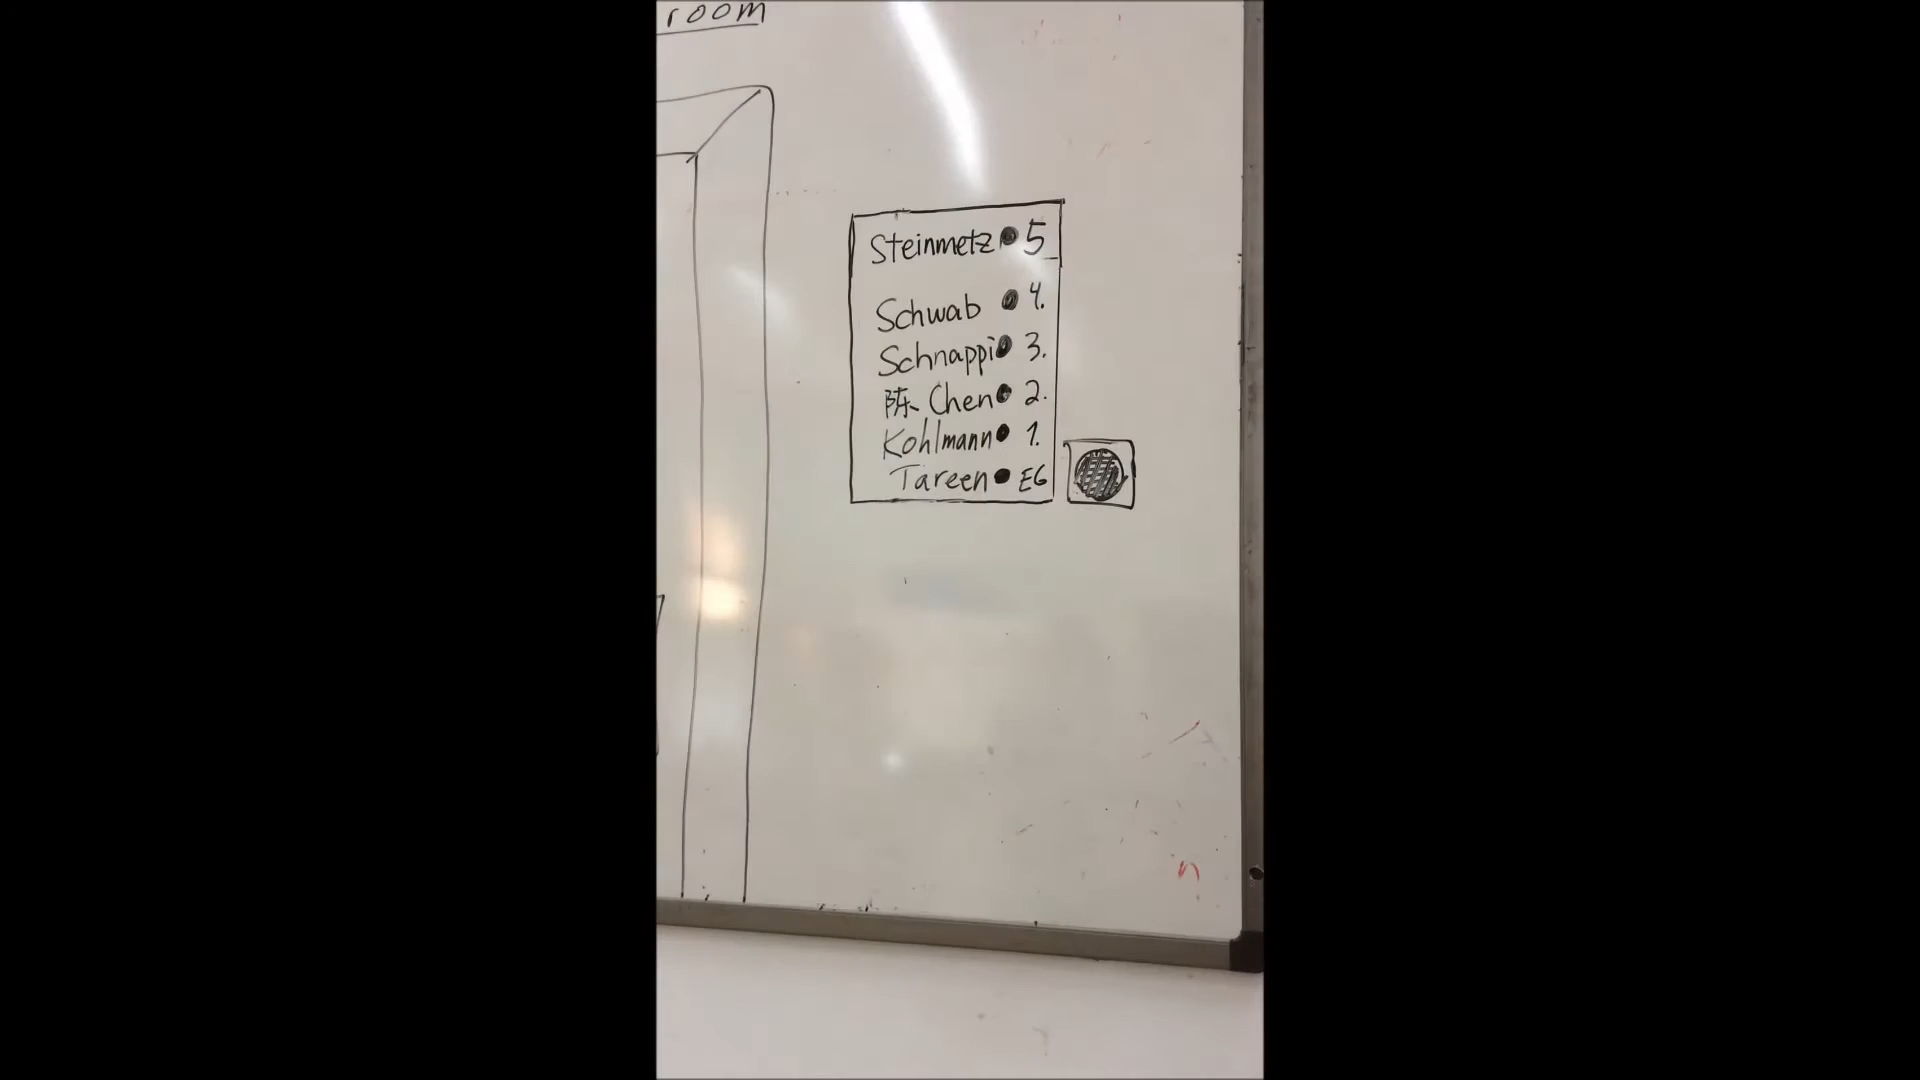 room
Steinmetz 5
Schwab 4.
Schnappi 3.
陈 Chen 2.
Kohlmann 1.
Tareen EG
n